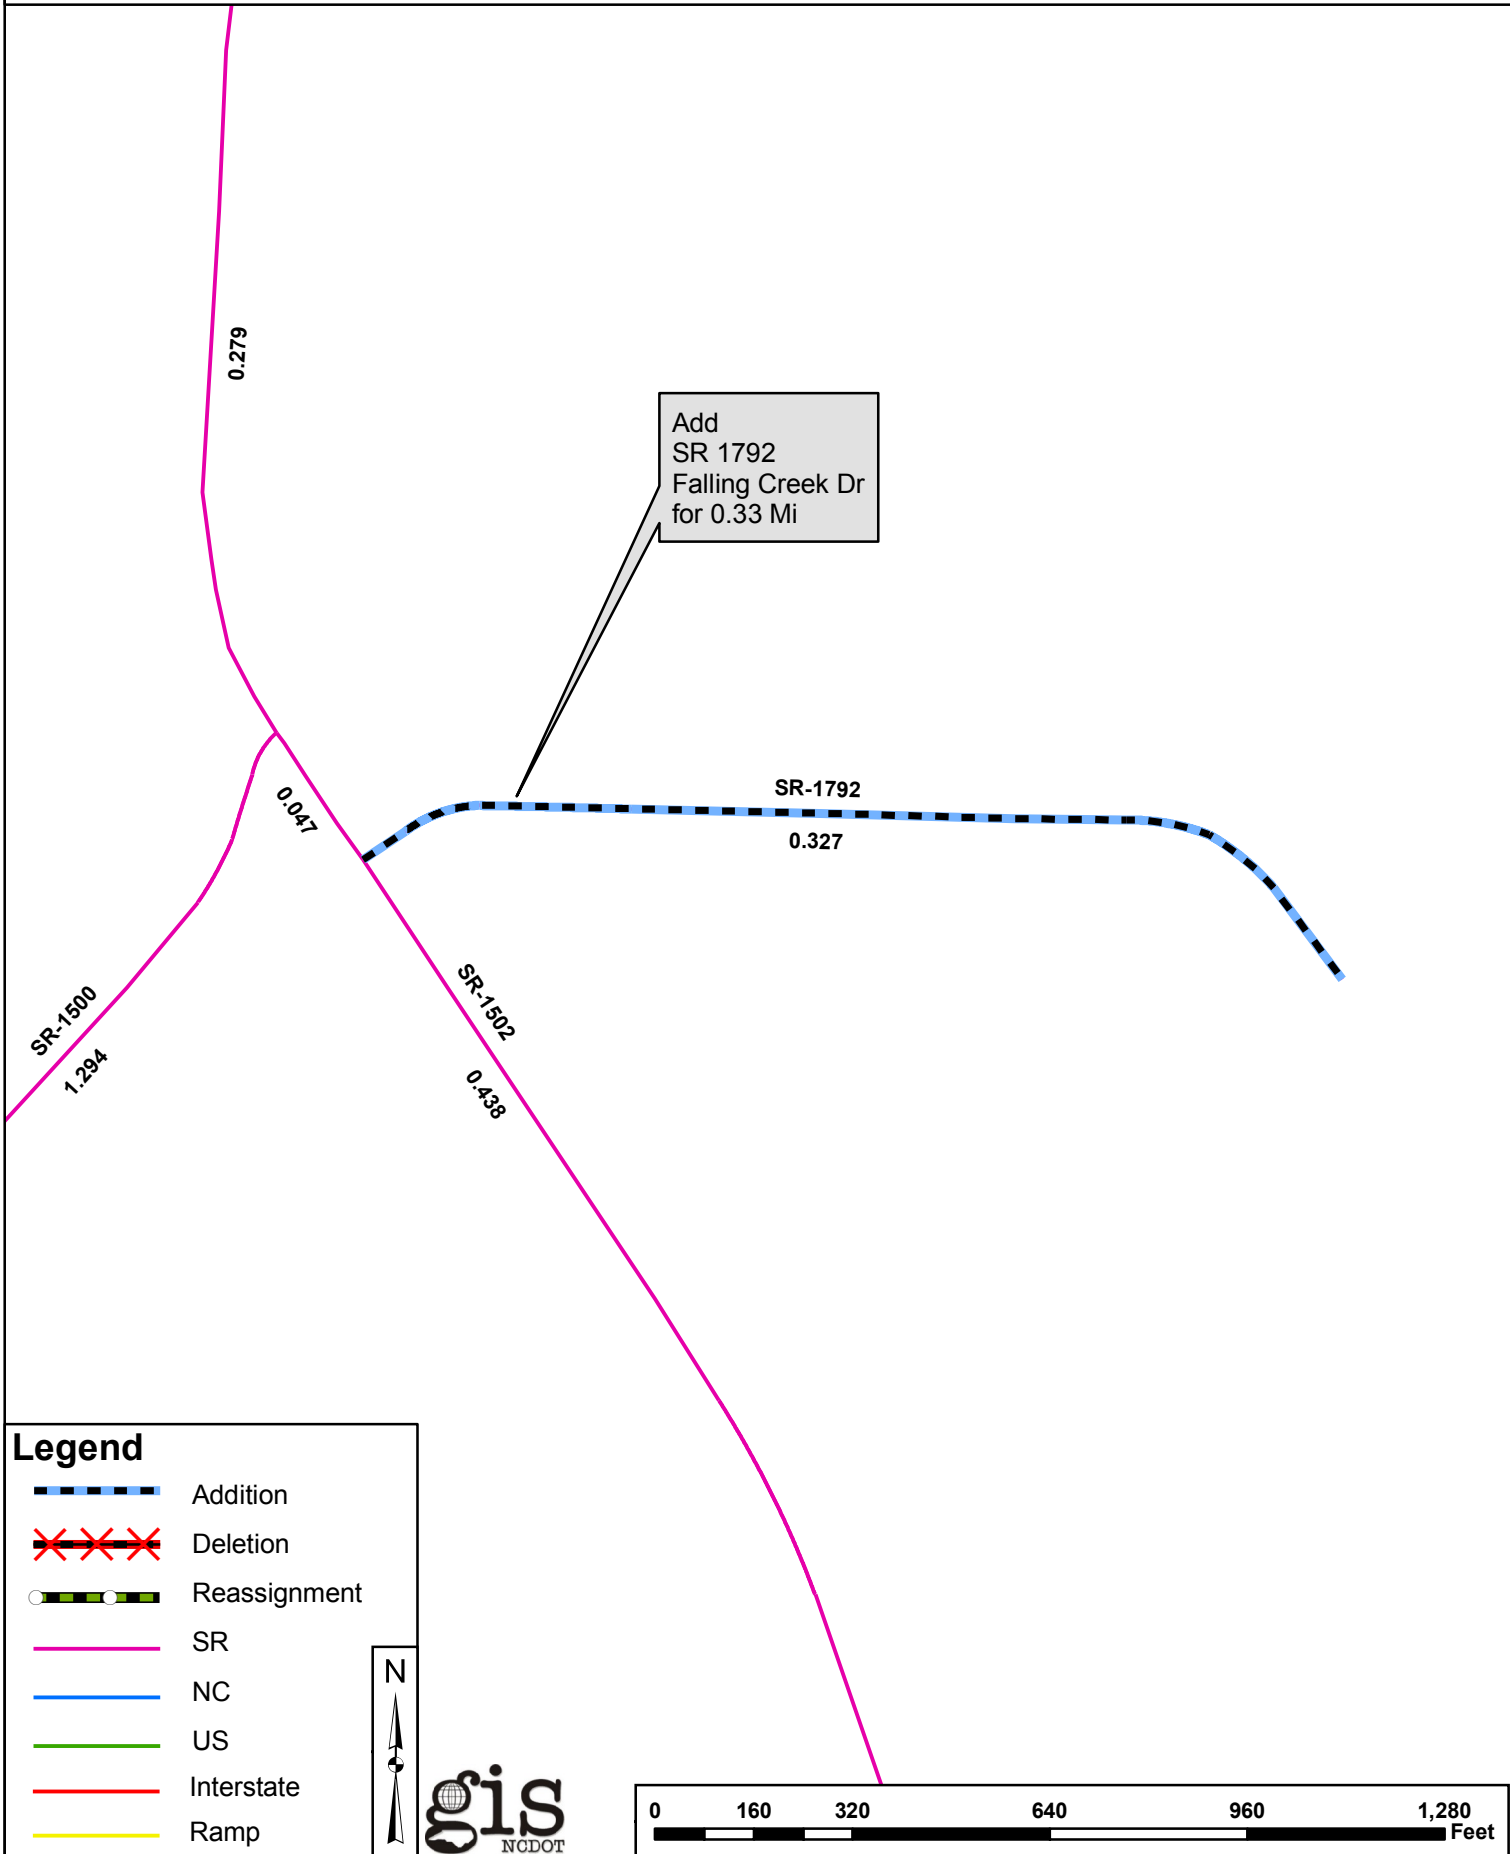 0.279
Add
SR 1792
Falling Creek Dr
for 0.33 Mi
SR-1792
0.327
0.047
SR-1502
0.438
SR-1500
1.294
Legend
Addition
Deletion
Reassignment
SR
NC
US
Interstate
Ramp
N
gis
NCDOT
0 160 320 640 960 1,280
Feet